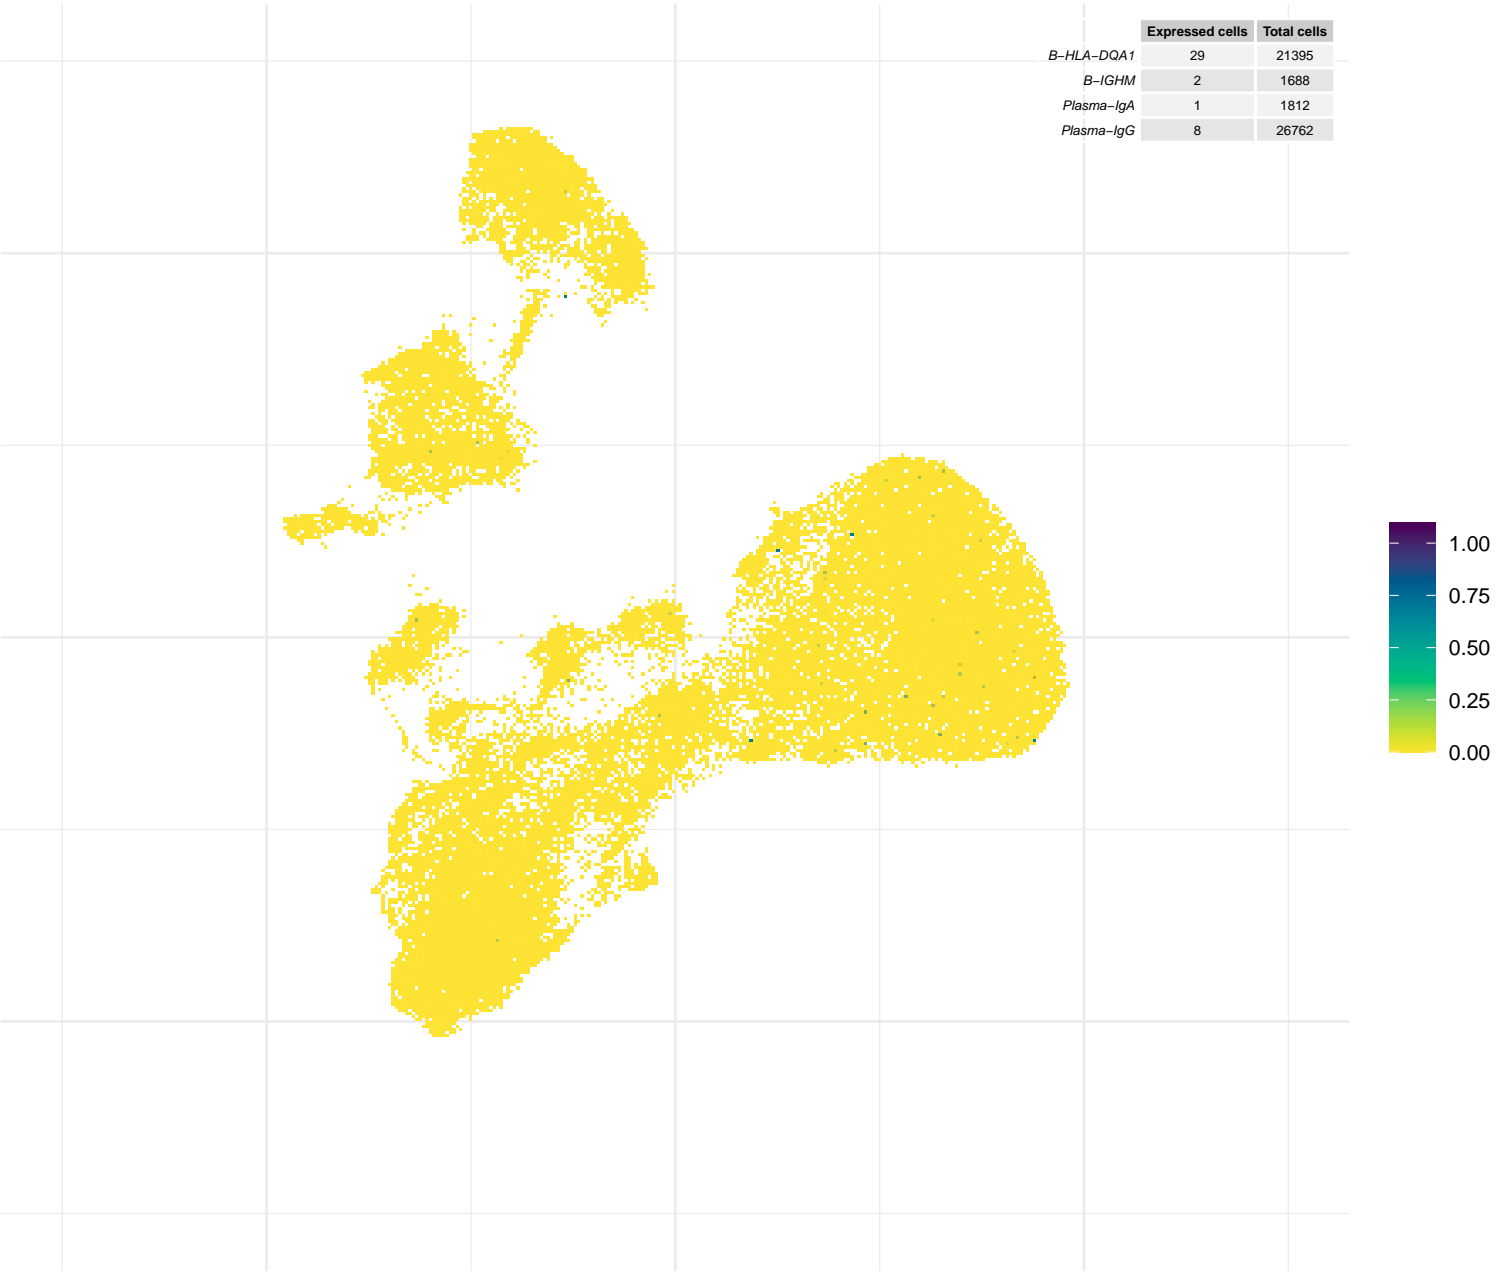 Expressed cells Total cells
B−HLA−DQA1 29 21395
B−IGHM 2 1688
Plasma−IgA 1 1812
Plasma−IgG 8 26762
1.00
0.75
0.50
0.25
0.00